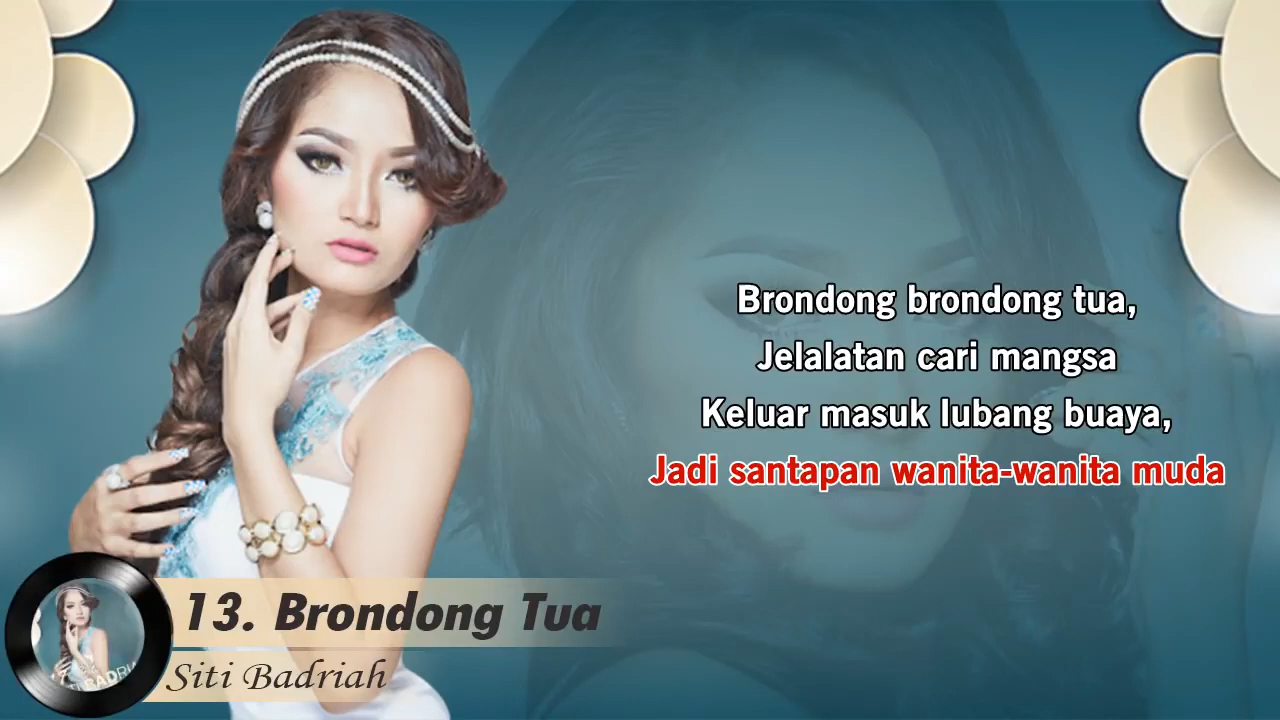 Brondong brondong tua,
Jelalatan cari mangsa
Keluar masuk lubang buaya,
Jadi santapan wanita-wanita muda
13. Brondong Tua
Siti Badriah